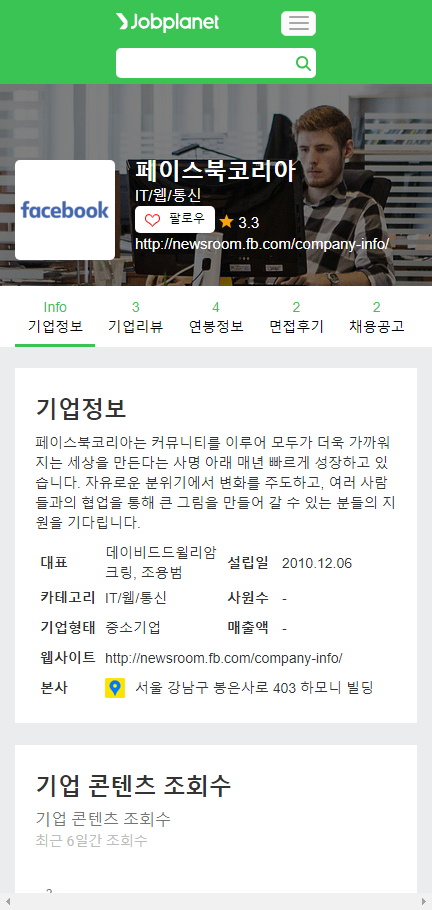 Jobplanet
facebook
페이스북코리아
IT/웹/통신
팔로우
3.3
http://newsroom.fb.com/company-info/
Info 3 4 2 2
기업정보 기업리뷰 연봉정보 면접후기 채용공고
기업정보
페이스북코리아는 커뮤니티를 이루어 모두가 더욱 가까워
지는 세상을 만든다는 사명 아래 매년 빠르게 성장하고 있
습니다. 자유로운 분위기에서 변화를 주도하고, 여러 사람
들과의 협업을 통해 큰 그림을 만들어 갈 수 있는 분들의 지
원을 기다립니다.
대표 데이비드드윌리암
크링, 조용범 설립일 2010.12.06
카테고리 IT/웹/통신 사원수 -
기업형태 중소기업 매출액 -
웹사이트 http://newsroom.fb.com/company-info/
본사 서울 강남구 봉은사로 403 하모니 빌딩
기업 콘텐츠 조회수
기업 콘텐츠 조회수
최근 6일간 조회수